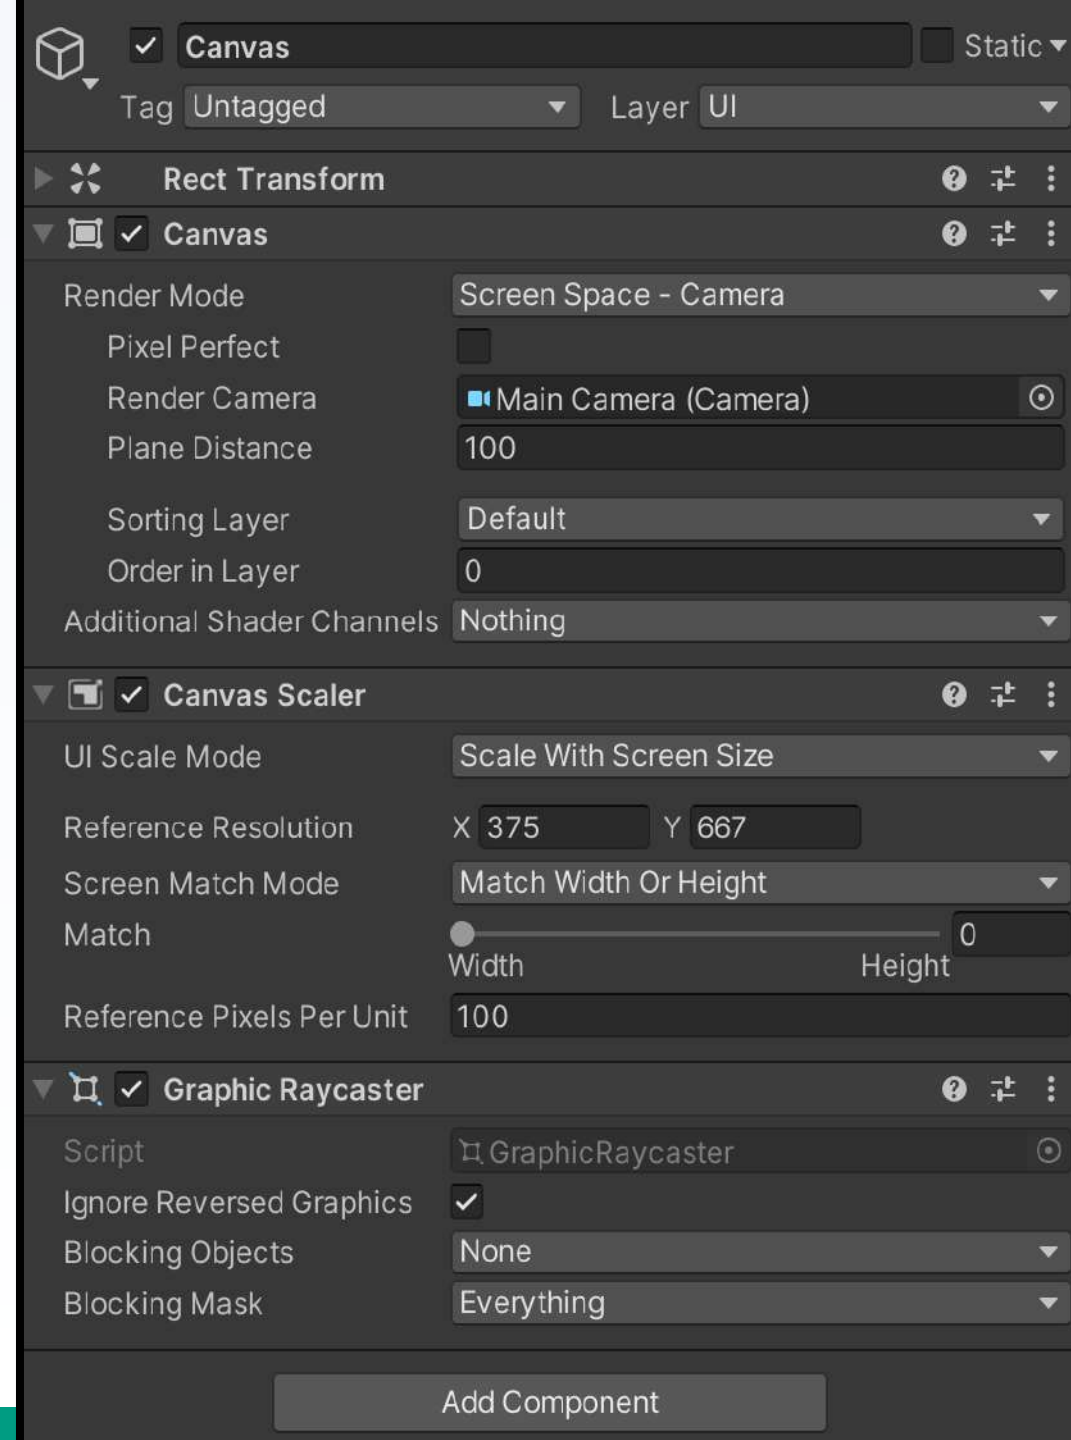 Canvas
Static
Tag Untagged Layer UI
Rect Transform
Canvas
Render Mode Screen Space - Camera
Pixel Perfect
Render Camera Main Camera (Camera)
Plane Distance 100
Sorting Layer Default
Order in Layer 0
Additional Shader Channels Nothing
Canvas Scaler
UI Scale Mode Scale With Screen Size
Reference Resolution X 375 Y 667
Screen Match Mode Match Width Or Height
Match 0
Width Height
Reference Pixels Per Unit 100
Graphic Raycaster
Script GraphicRaycaster
Ignore Reversed Graphics
Blocking Objects None
Blocking Mask Everything
Add Component